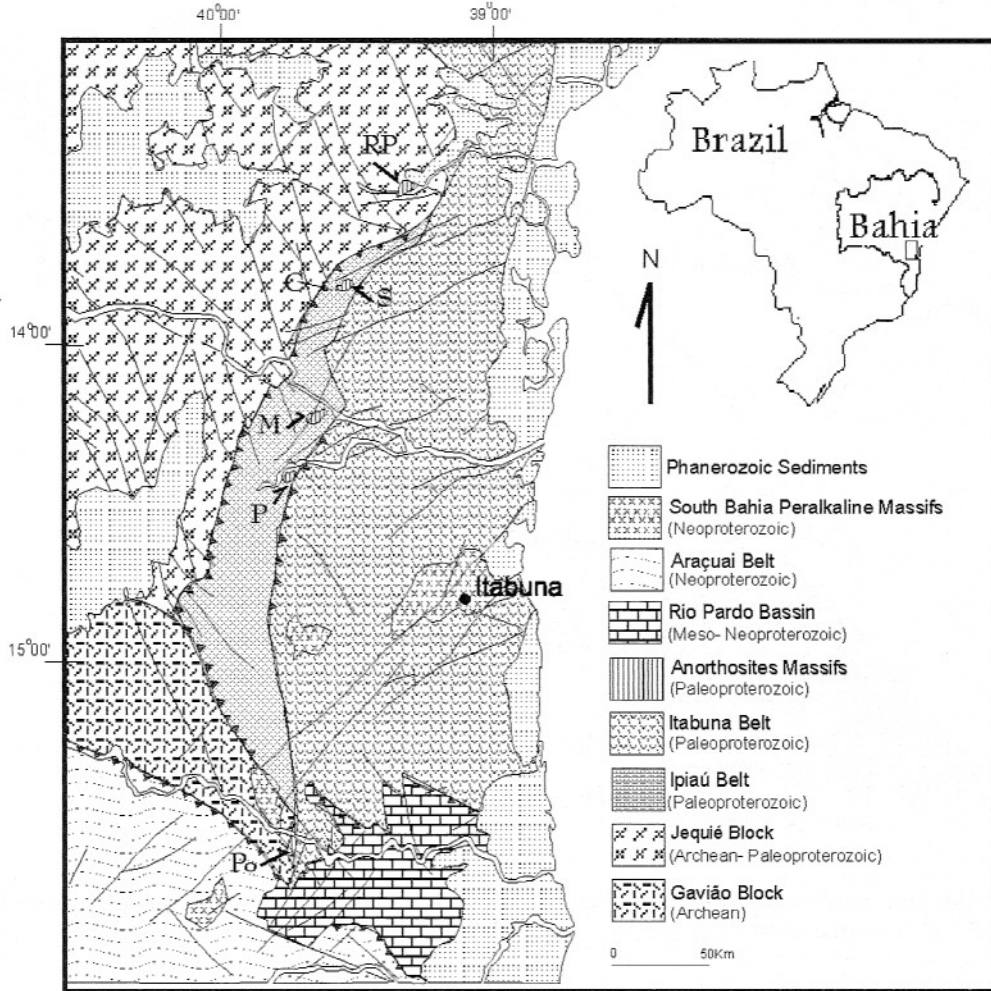 40°00'
39°00'
RP
C
S
14°00'
M
P
Itabuna
15°00'
Po
Brazil
Bahia
N
Phanerozoic Sediments
South Bahia Peralkaline Massifs
(Neoproterozoic)
Araçuai Belt
(Neoproterozoic)
Rio Pardo Bassin
(Meso- Neoproterozoic)
Anorthosites Massifs
(Paleoproterozoic)
Itabuna Belt
(Paleoproterozoic)
Ipiaú Belt
(Paleoproterozoic)
Jequié Block
(Archean- Paleoproterozoic)
Gavião Block
(Archean)
0 50Km